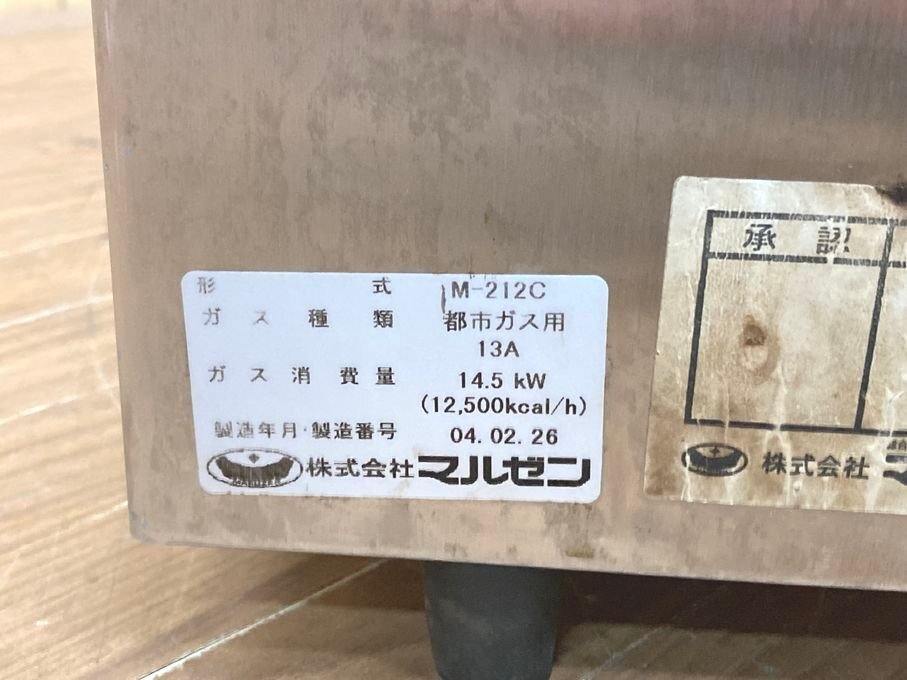 形式 M-212C
ガス種類 都市ガス用
13A
ガス消費量 14.5 kW
(12,500kcal/h)
製造年月・製造番号 04.02.26
株式会社マルゼン
承認
株式会社